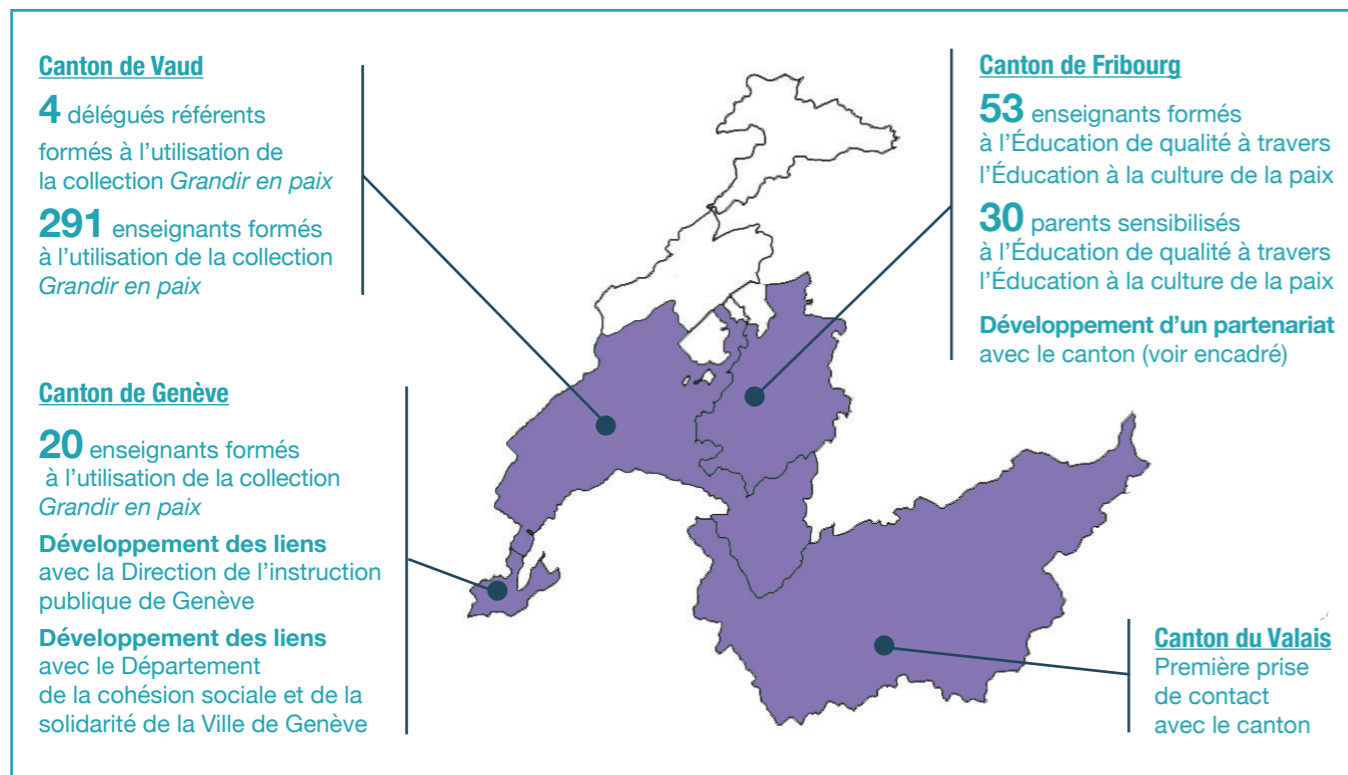 Canton de Vaud
4 délégués référents
formés à l'utilisation de
la collection Grandir en paix
291 enseignants formés
à l'utilisation de la collection
Grandir en paix
Canton de Genève
20 enseignants formés
à l'utilisation de la collection
Grandir en paix
Développement des liens
avec la Direction de l'instruction
publique de Genève
Développement des liens
avec le Département
de la cohésion sociale et de la
solidarité de la Ville de Genève
Canton de Fribourg
53 enseignants formés
à l'Éducation de qualité à travers
l'Éducation à la culture de la paix
30 parents sensibilisés
à l'Éducation de qualité à travers
l'Éducation à la culture de la paix
Développement d'un partenariat
avec le canton (voir encadré)
Canton du Valais
Première prise
de contact
avec le canton